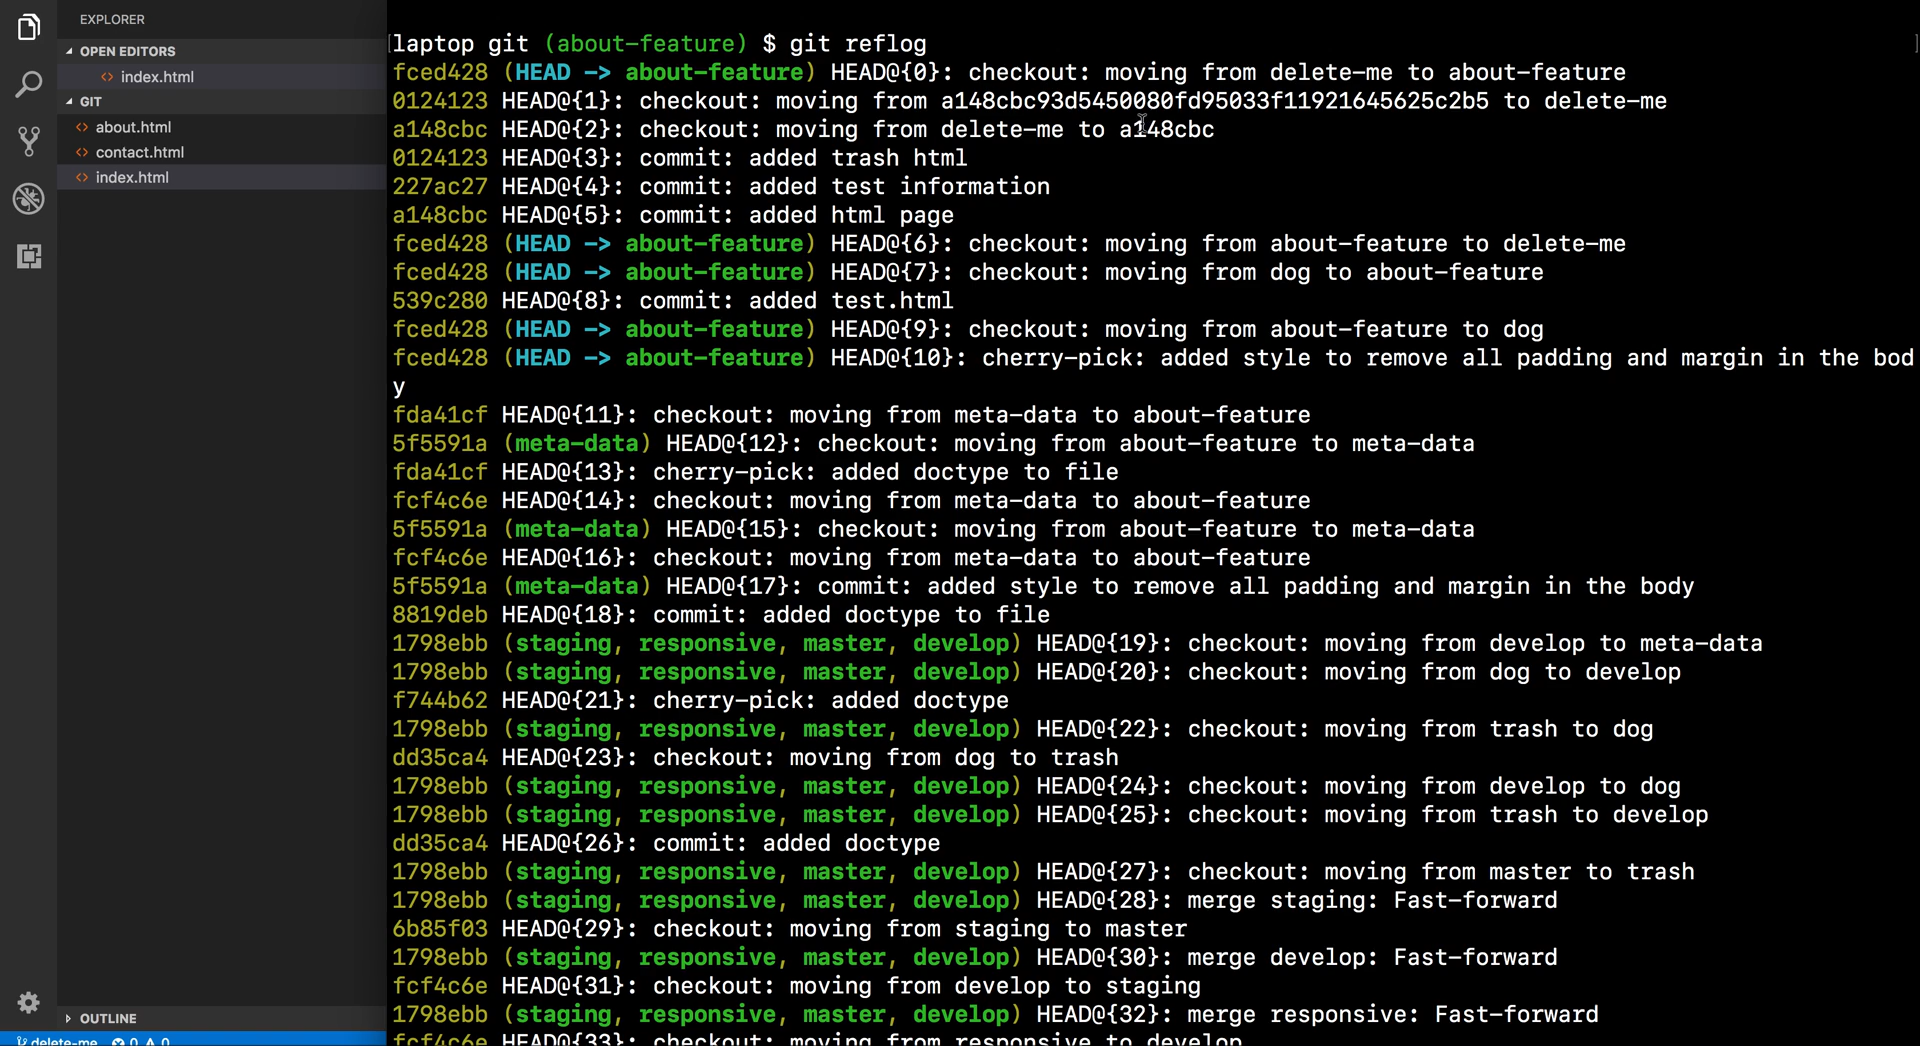 EXPLORER
OPEN EDITORS
<> index.html
GIT
<> about.html
<> contact.html
<> index.html
OUTLINE
delete-me 0 0
[laptop git (about-feature) $ git reflog ]
fced428 (HEAD -> about-feature) HEAD@{0}: checkout: moving from delete-me to about-feature
0124123 HEAD@{1}: checkout: moving from a148cbc93d5450080fd95033f11921645625c2b5 to delete-me
a148cbc HEAD@{2}: checkout: moving from delete-me to a148cbc
0124123 HEAD@{3}: commit: added trash html
227ac27 HEAD@{4}: commit: added test information
a148cbc HEAD@{5}: commit: added html page
fced428 (HEAD -> about-feature) HEAD@{6}: checkout: moving from about-feature to delete-me
fced428 (HEAD -> about-feature) HEAD@{7}: checkout: moving from dog to about-feature
539c280 HEAD@{8}: commit: added test.html
fced428 (HEAD -> about-feature) HEAD@{9}: checkout: moving from about-feature to dog
fced428 (HEAD -> about-feature) HEAD@{10}: cherry-pick: added style to remove all padding and margin in the bod
y
fda41cf HEAD@{11}: checkout: moving from meta-data to about-feature
5f5591a (meta-data) HEAD@{12}: checkout: moving from about-feature to meta-data
fda41cf HEAD@{13}: cherry-pick: added doctype to file
fcf4c6e HEAD@{14}: checkout: moving from meta-data to about-feature
5f5591a (meta-data) HEAD@{15}: checkout: moving from about-feature to meta-data
fcf4c6e HEAD@{16}: checkout: moving from meta-data to about-feature
5f5591a (meta-data) HEAD@{17}: commit: added style to remove all padding and margin in the body
8819deb HEAD@{18}: commit: added doctype to file
1798ebb (staging, responsive, master, develop) HEAD@{19}: checkout: moving from develop to meta-data
1798ebb (staging, responsive, master, develop) HEAD@{20}: checkout: moving from dog to develop
f744b62 HEAD@{21}: cherry-pick: added doctype
1798ebb (staging, responsive, master, develop) HEAD@{22}: checkout: moving from trash to dog
dd35ca4 HEAD@{23}: checkout: moving from dog to trash
1798ebb (staging, responsive, master, develop) HEAD@{24}: checkout: moving from develop to dog
1798ebb (staging, responsive, master, develop) HEAD@{25}: checkout: moving from trash to develop
dd35ca4 HEAD@{26}: commit: added doctype
1798ebb (staging, responsive, master, develop) HEAD@{27}: checkout: moving from master to trash
1798ebb (staging, responsive, master, develop) HEAD@{28}: merge staging: Fast-forward
6b85f03 HEAD@{29}: checkout: moving from staging to master
1798ebb (staging, responsive, master, develop) HEAD@{30}: merge develop: Fast-forward
fcf4c6e HEAD@{31}: checkout: moving from develop to staging
1798ebb (staging, responsive, master, develop) HEAD@{32}: merge responsive: Fast-forward
fcf4c6e HEAD@{33}: checkout: moving from responsive to develop